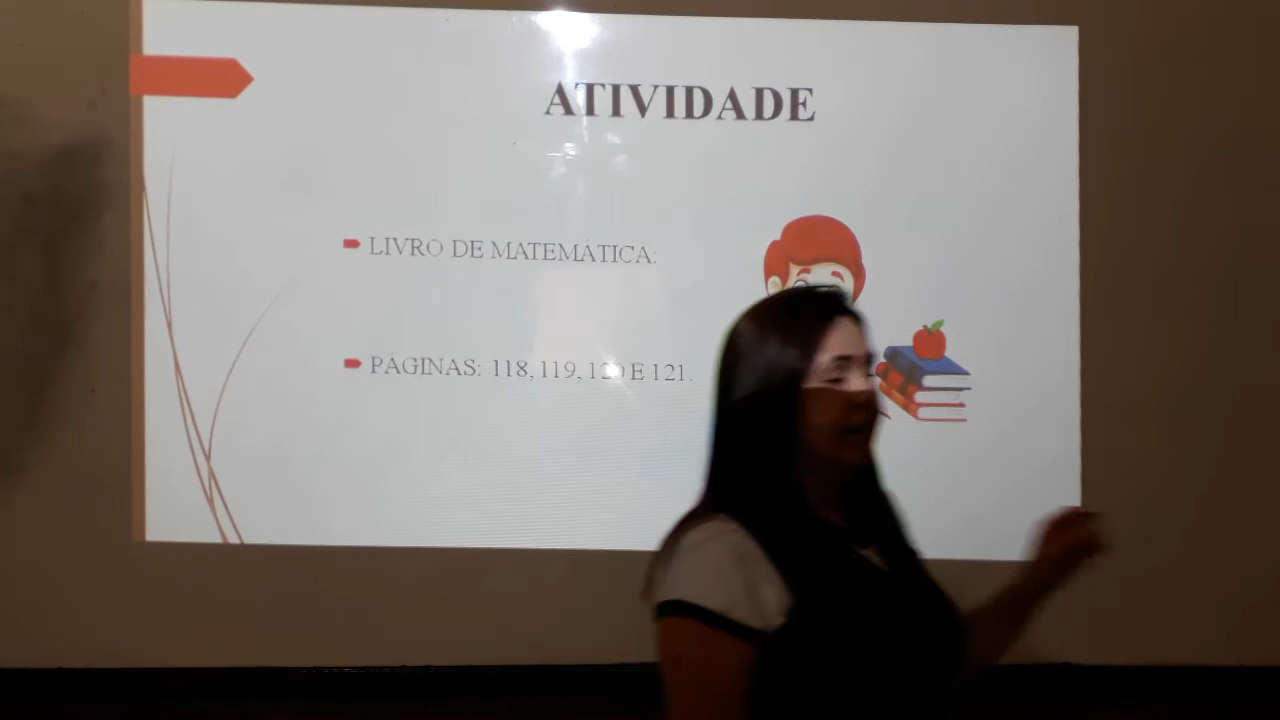 ATIVIDADE
LIVRO DE MATEMÁTICA:
PÁGINAS: 118, 119, 120 E 121.